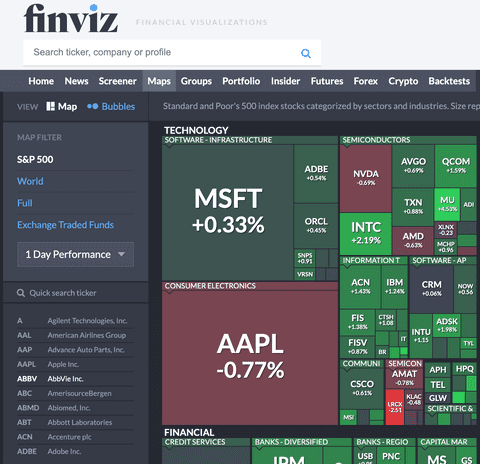 finviz
FINANCIAL VISUALIZATIONS
Search ticker, company or profile
Home News Screener Maps Groups Portfolio Insider Futures Forex Crypto Backtests
VIEW Map Bubbles
Standard and Poor's 500 index stocks categorized by sectors and industries. Size rep
MAP FILTER
S&P 500
World
Full
Exchange Traded Funds
1 Day Performance
Quick search ticker
A Agilent Technologies, Inc.
AAL American Airlines Group
AAP Advance Auto Parts, Inc.
AAPL Apple Inc.
ABBV AbbVie Inc.
ABC AmerisourceBergen
ABMD Abiomed, Inc.
ABT Abbott Laboratories
ACN Accenture plc
ADBE Adobe Inc.
TECHNOLOGY
SOFTWARE - INFRASTRUCTURE
MSFT
+0.33%
ADBE
+0.54%
ORCL
+0.45%
SNPS
+0.91
VRSN
CONSUMER ELECTRONICS
AAPL
-0.77%
SEMICONDUCTORS
NVDA
-0.69%
AVGO
+0.69%
QCOM
+1.59%
TXN
+0.88%
MU
+4.53%
ADI
INTC
+2.19%
AMD
-0.63%
XLNX
-0.23
MCHP
+0.96
INFORMATION T
ACN
+1.43%
IBM
+1.24%
FIS
+1.38%
CTSH
+1.08
FISV
+0.87%
IT
BR
SOFTWARE - AP
CRM
+0.06%
NOW
+0.56
INTU
+1.15
ADSK
+1.98%
TYL
COMMUNI
CSCO
+0.61%
MSI
SEMICON
AMAT
-0.78%
LRCX
-2.51
KLAC
-0.48
APH
HPQ
TEL
GLW
SCIENTIFIC &
FINANCIAL
CREDIT SERVICES
BANKS - DIVERSIFIED
JPM
BANKS - REGIO
USB
PNC
CAPITAL MAR
MS
GS